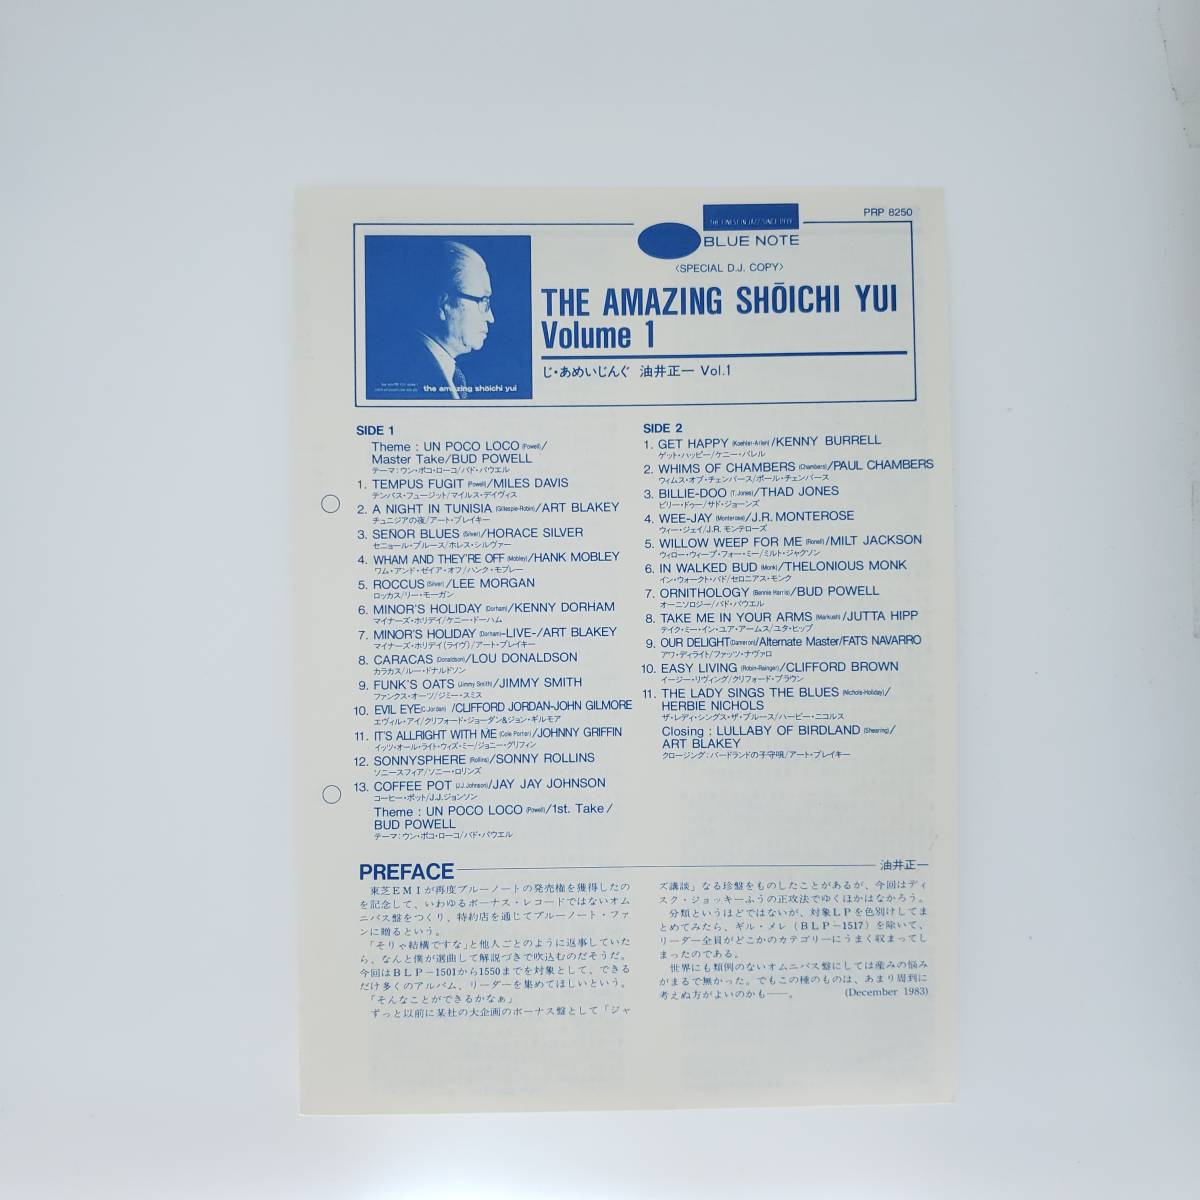 PRP 8250
THE FINEST IN JAZZ SINCE 1939
BLUE NOTE
〈SPECIAL D.J. COPY〉
THE AMAZING SHŌICHI YUI
Volume 1
じ・あめいじんぐ 油井正一 Vol.1
the amazing shōichi yui
SIDE 1
Theme : UN POCO LOCO (Powell)/
Master Take/BUD POWELL
テーマ：ウン・ポコ・ローコ/バド・パウエル
1. TEMPUS FUGIT (Powell)/MILES DAVIS
テンパス・フュージット/マイルス・デイヴィス
2. A NIGHT IN TUNISIA (Gillespie-Robin)/ART BLAKEY
チュニジアの夜/アート・ブレイキー
3. SEÑOR BLUES (Silver)/HORACE SILVER
セニョール・ブルース/ホレス・シルヴァー
4. WHAM AND THEY'RE OFF (Mobley)/HANK MOBLEY
ワム・アンド・ゼイア・オフ/ハンク・モブレー
5. ROCCUS (Silver)/LEE MORGAN
ロッカス/リー・モーガン
6. MINOR'S HOLIDAY (Dorham)/KENNY DORHAM
マイナーズ・ホリデイ/ケニー・ドーハム
7. MINOR'S HOLIDAY (Dorham)-LIVE-/ART BLAKEY
マイナーズ・ホリデイ(ライヴ)/アート・ブレイキー
8. CARACAS (Donaldson)/LOU DONALDSON
カラカス/ルー・ドナルドソン
9. FUNK'S OATS (Jimmy Smith)/JIMMY SMITH
ファンクス・オーツ/ジミー・スミス
10. EVIL EYE(C.Jordan) /CLIFFORD JORDAN-JOHN GILMORE
エヴィル・アイ/クリフォード・ジョーダン&ジョン・ギルモア
11. IT'S ALLRIGHT WITH ME (Cole Porter)/JOHNNY GRIFFIN
イッツ・オール・ライト・ウィズ・ミー/ジョニー・グリフィン
12. SONNYSPHERE (Rollins)/SONNY ROLLINS
ソニースフィア/ソニー・ロリンズ
13. COFFEE POT (J.J.Johnson)/JAY JAY JOHNSON
コーヒー・ポット/J.J.ジョンソン
Theme : UN POCO LOCO (Powell)/1st. Take/
BUD POWELL
テーマ：ウン・ポコ・ローコ/バド・パウエル
SIDE 2
1. GET HAPPY (Koehler-Arlen)/KENNY BURRELL
ゲット・ハッピー/ケニー・バレル
2. WHIMS OF CHAMBERS (Chambers)/PAUL CHAMBERS
ウィムス・オブ・チェンバース/ポール・チェンバース
3. BILLIE-DOO (T.Jones)/THAD JONES
ビリー・ドゥー/サド・ジョーンズ
4. WEE-JAY (Monterose)/J.R. MONTEROSE
ウィー・ジェイ/J.R.モンテローズ
5. WILLOW WEEP FOR ME (Ronell)/MILT JACKSON
ウィロー・ウィープ・フォー・ミー/ミルト・ジャクソン
6. IN WALKED BUD (Monk)/THELONIOUS MONK
イン・ウォークト・バド/セロニアス・モンク
7. ORNITHOLOGY (Bennie Harris)/BUD POWELL
オーニソロジー/バド・パウエル
8. TAKE ME IN YOUR ARMS (Markush)/JUTTA HIPP
テイク・ミー・イン・ユア・アームス/ユタ・ヒップ
9. OUR DELIGHT(Dameron)/Alternate Master/FATS NAVARRO
アワ・ディライト/ファッツ・ナヴァロ
10. EASY LIVING (Robin-Rainger)/CLIFFORD BROWN
イージー・リヴィング/クリフォード・ブラウン
11. THE LADY SINGS THE BLUES (Nichols-Holiday)/
HERBIE NICHOLS
ザ・レディ・シングス・ザ・ブルース/ハービー・ニコルス
Closing : LULLABY OF BIRDLAND (Shearing)/
ART BLAKEY
クロージング：バードランドの子守唄/アート・ブレイキー
PREFACE
油井正一
東芝EMIが再度ブルーノートの発売権を獲得したの
を記念して、いわゆるボーナス・レコードではないオム
ニバス盤をつくり、特約店を通じてブルーノート・ファ
ンに贈るという。
「そりゃ結構ですな」と他人ごとのように返事していた
ら、なんと僕が選曲して解説づきで吹込むのだそうだ。
今回はBLP－1501から1550までを対象として、できる
だけ多くのアルバム、リーダーを集めてほしいという。
「そんなことができるかなぁ」
ずっと以前に某社の大企画のボーナス盤として「ジャ
ズ講談」なる珍盤をものしたことがあるが、今回はディ
スク・ジョッキーふうの正攻法でゆくほかはなかろう。
分類というほどではないが、対象LPを色別けしてま
とめてみたら、ギル・メレ（BLP－1517）を除いて、
リーダー全員がどこかのカテゴリーにうまく収まってし
まったのである。
世界にも類例のないオムニバス盤にしては産みの悩み
がまるで無かった。でもこの種のものは、あまり周到に
考えぬ方がよいのかも――。
(December 1983)